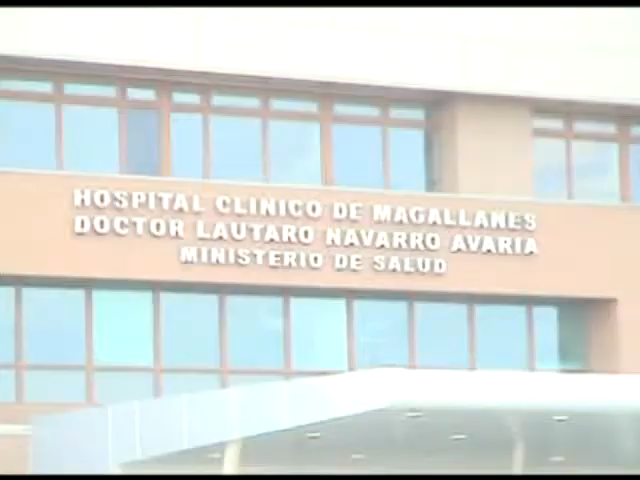 HOSPITAL CLINICO DE MAGALLANES
DOCTOR LAUTARO NAVARRO AVARIA
MINISTERIO DE SALUD